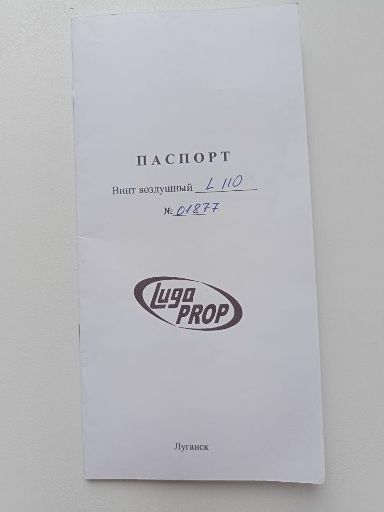 ПАСПОРТ
Винт воздушный L 110
№ 01877
Luga
PROP
Луганск